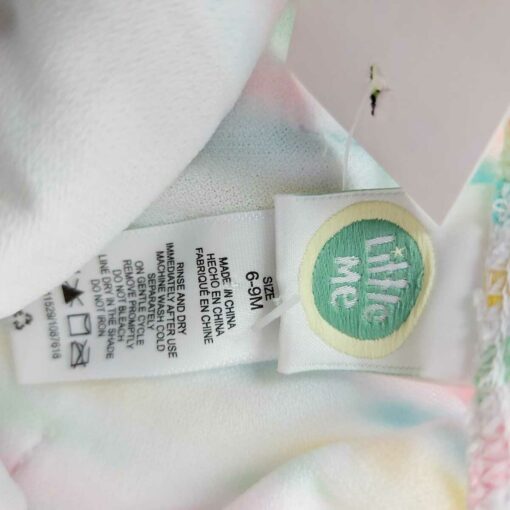 Little
Me
SIZE
6-9M
MADE IN CHINA
HECHO EN CHINA
FABRIQUE EN CHINE
RINSE AND DRY
IMMEDIATELY AFTER USE
MACHINE WASH COLD
SEPARATELY
ON GENTLE CYCLE
REMOVE PROMPTLY
DO NOT BLEACH
LINE DRY IN THE SHADE
DO NOT IRON